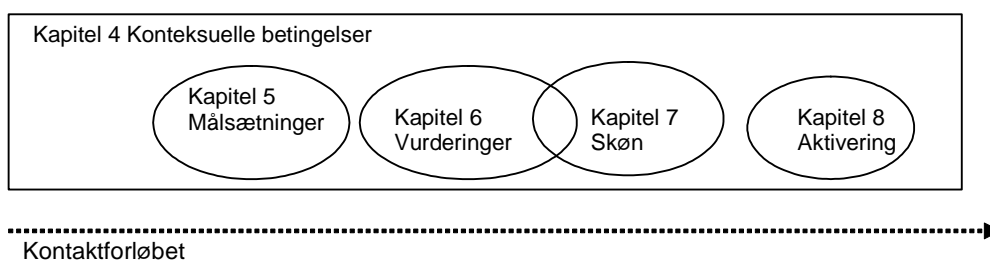 Kapitel 4 Konteksuelle betingelser
Kapitel 5
Målsætninger
Kapitel 6
Vurderinger
Kapitel 7
Skøn
Kapitel 8
Aktivering
Kontaktforløbet